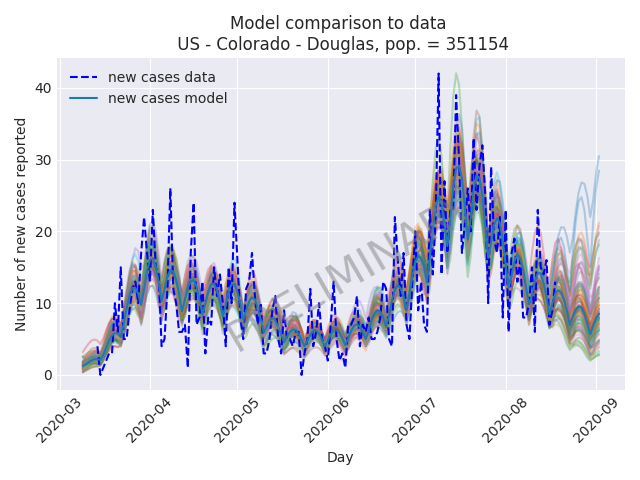 Model comparison to data
US - Colorado - Douglas, pop. = 351154
new cases data
new cases model
Number of new cases reported
40
30
20
10
0
PRELIMINARY
2020-03
2020-04
2020-05
2020-06
2020-07
2020-08
2020-09
Day